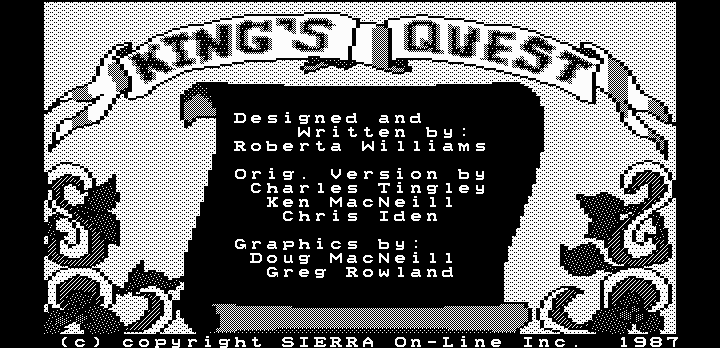 KING'S QUEST
Designed and
Written by:
Roberta Williams
Orig. Version by
Charles Tingley
Ken MacNeill
Chris Iden
Graphics by:
Doug MacNeill
Greg Rowland
(c) copyright SIERRA On-Line Inc. 1987